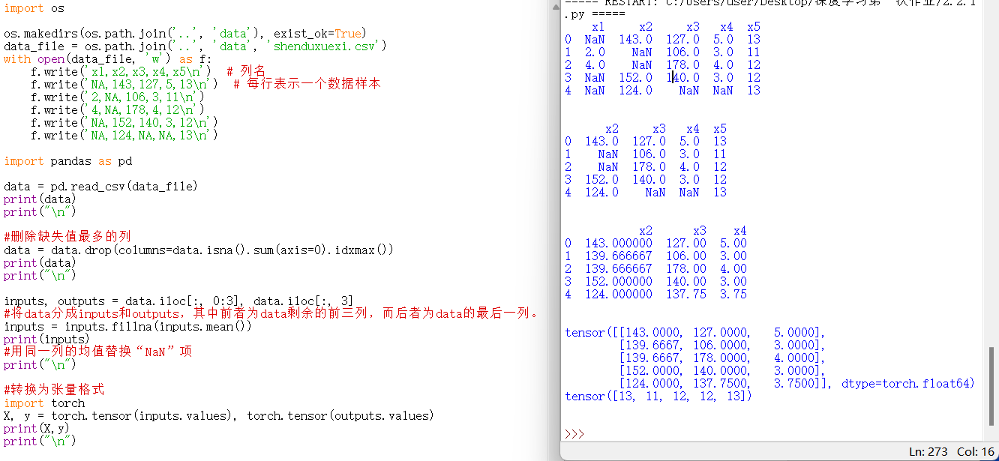 import os
os.makedirs(os.path.join('..', 'data'), exist_ok=True)
data_file = os.path.join('..', 'data', 'shenduxuexi.csv')
with open(data_file, 'w') as f:
    f.write('x1,x2,x3,x4,x5\n')  # 列名
    f.write('NA,143,127,5,13\n')  # 每行表示一个数据样本
    f.write('2,NA,106,3,11\n')
    f.write('4,NA,178,4,12\n')
    f.write('NA,152,140,3,12\n')
    f.write('NA,124,NA,NA,13\n')
import pandas as pd
data = pd.read_csv(data_file)
print(data)
print("\n")
#删除缺失值最多的列
data = data.drop(columns=data.isna().sum(axis=0).idxmax())
print(data)
print("\n")
inputs, outputs = data.iloc[:, 0:3], data.iloc[:, 3]
#将data分成inputs和outputs，其中前者为data剩余的前三列，而后者为data的最后一列。
inputs = inputs.fillna(inputs.mean())
print(inputs)
#用同一列的均值替换“NaN”项
print("\n")
#转换为张量格式
import torch
X, y = torch.tensor(inputs.values), torch.tensor(outputs.values)
print(X,y)
print("\n")
===== RESTART: C:/Users/user/Desktop/深度学习第一次作业/2.2.1
.py =====
    x1     x2     x3   x4  x5
0  NaN  143.0  127.0  5.0  13
1  2.0    NaN  106.0  3.0  11
2  4.0    NaN  178.0  4.0  12
3  NaN  152.0  140.0  3.0  12
4  NaN  124.0    NaN  NaN  13
      x2     x3   x4  x5
0  143.0  127.0  5.0  13
1    NaN  106.0  3.0  11
2    NaN  178.0  4.0  12
3  152.0  140.0  3.0  12
4  124.0    NaN  NaN  13
           x2      x3    x4
0  143.000000  127.00  5.00
1  139.666667  106.00  3.00
2  139.666667  178.00  4.00
3  152.000000  140.00  3.00
4  124.000000  137.75  3.75
tensor([[143.0000, 127.0000,   5.0000],
        [139.6667, 106.0000,   3.0000],
        [139.6667, 178.0000,   4.0000],
        [152.0000, 140.0000,   3.0000],
        [124.0000, 137.7500,   3.7500]], dtype=torch.float64)
tensor([13, 11, 12, 12, 13])
>>>
Ln: 273  Col: 16